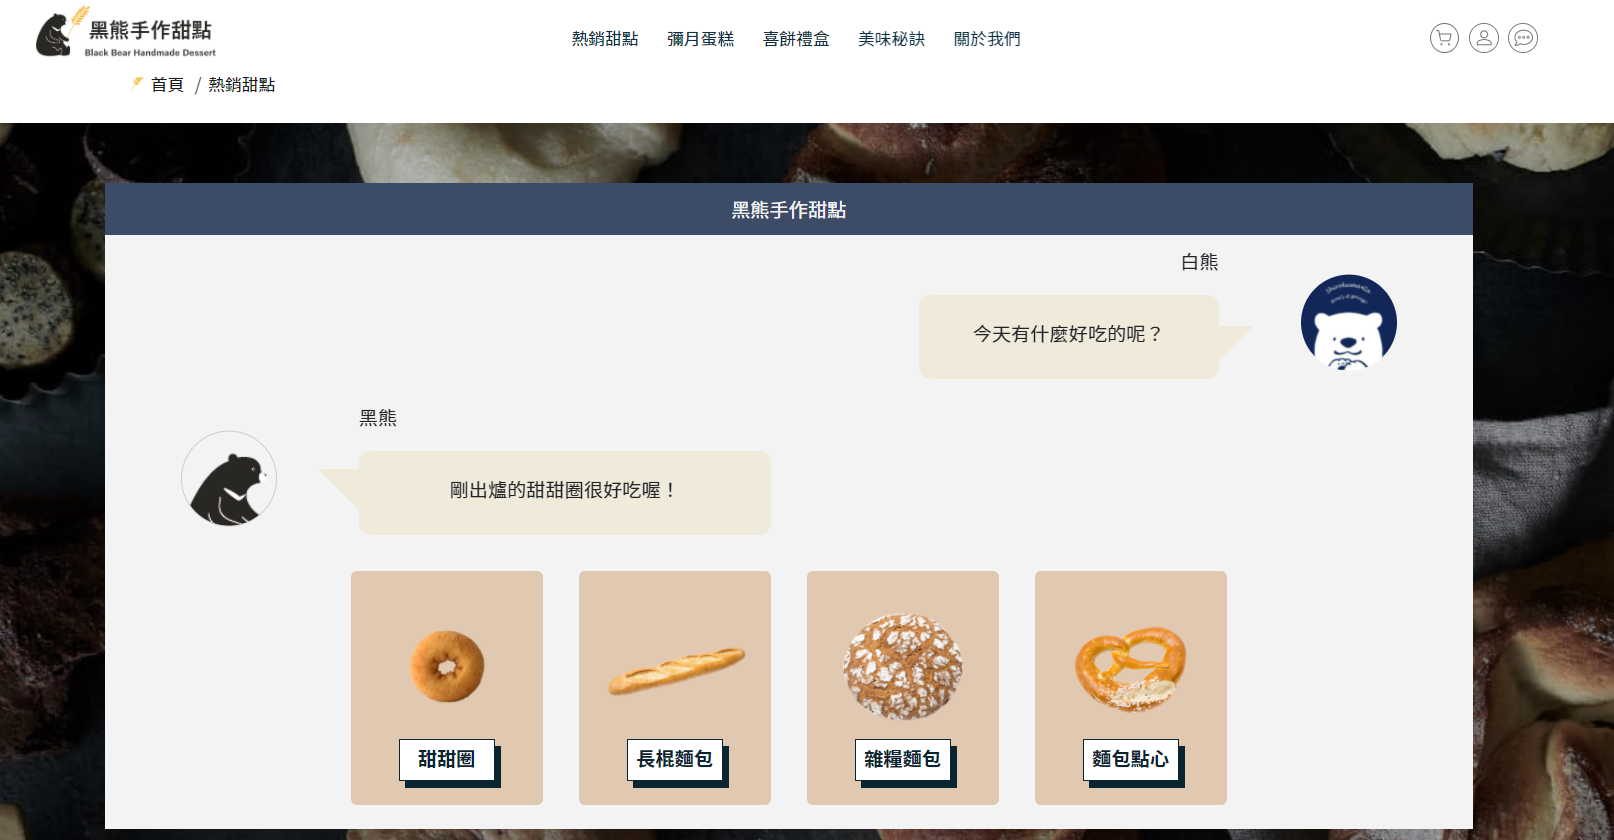 黑熊手作甜點
Black Bear Handmade Dessert
熱銷甜點 彌月蛋糕 喜餅禮盒 美味秘訣 關於我們
首頁 / 熱銷甜點
黑熊手作甜點
白熊
今天有什麼好吃的呢？
黑熊
剛出爐的甜甜圈很好吃喔！
甜甜圈 長棍麵包 雜糧麵包 麵包點心